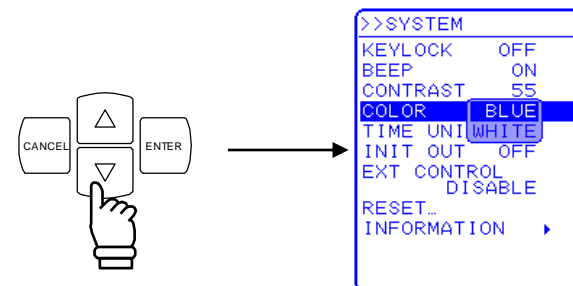 CANCEL
ENTER
>>SYSTEM
KEYLOCK OFF
BEEP ON
CONTRAST 55
COLOR BLUE
TIME UNI WHITE
INIT OUT OFF
EXT CONTROL
DISABLE
RESET…
INFORMATION